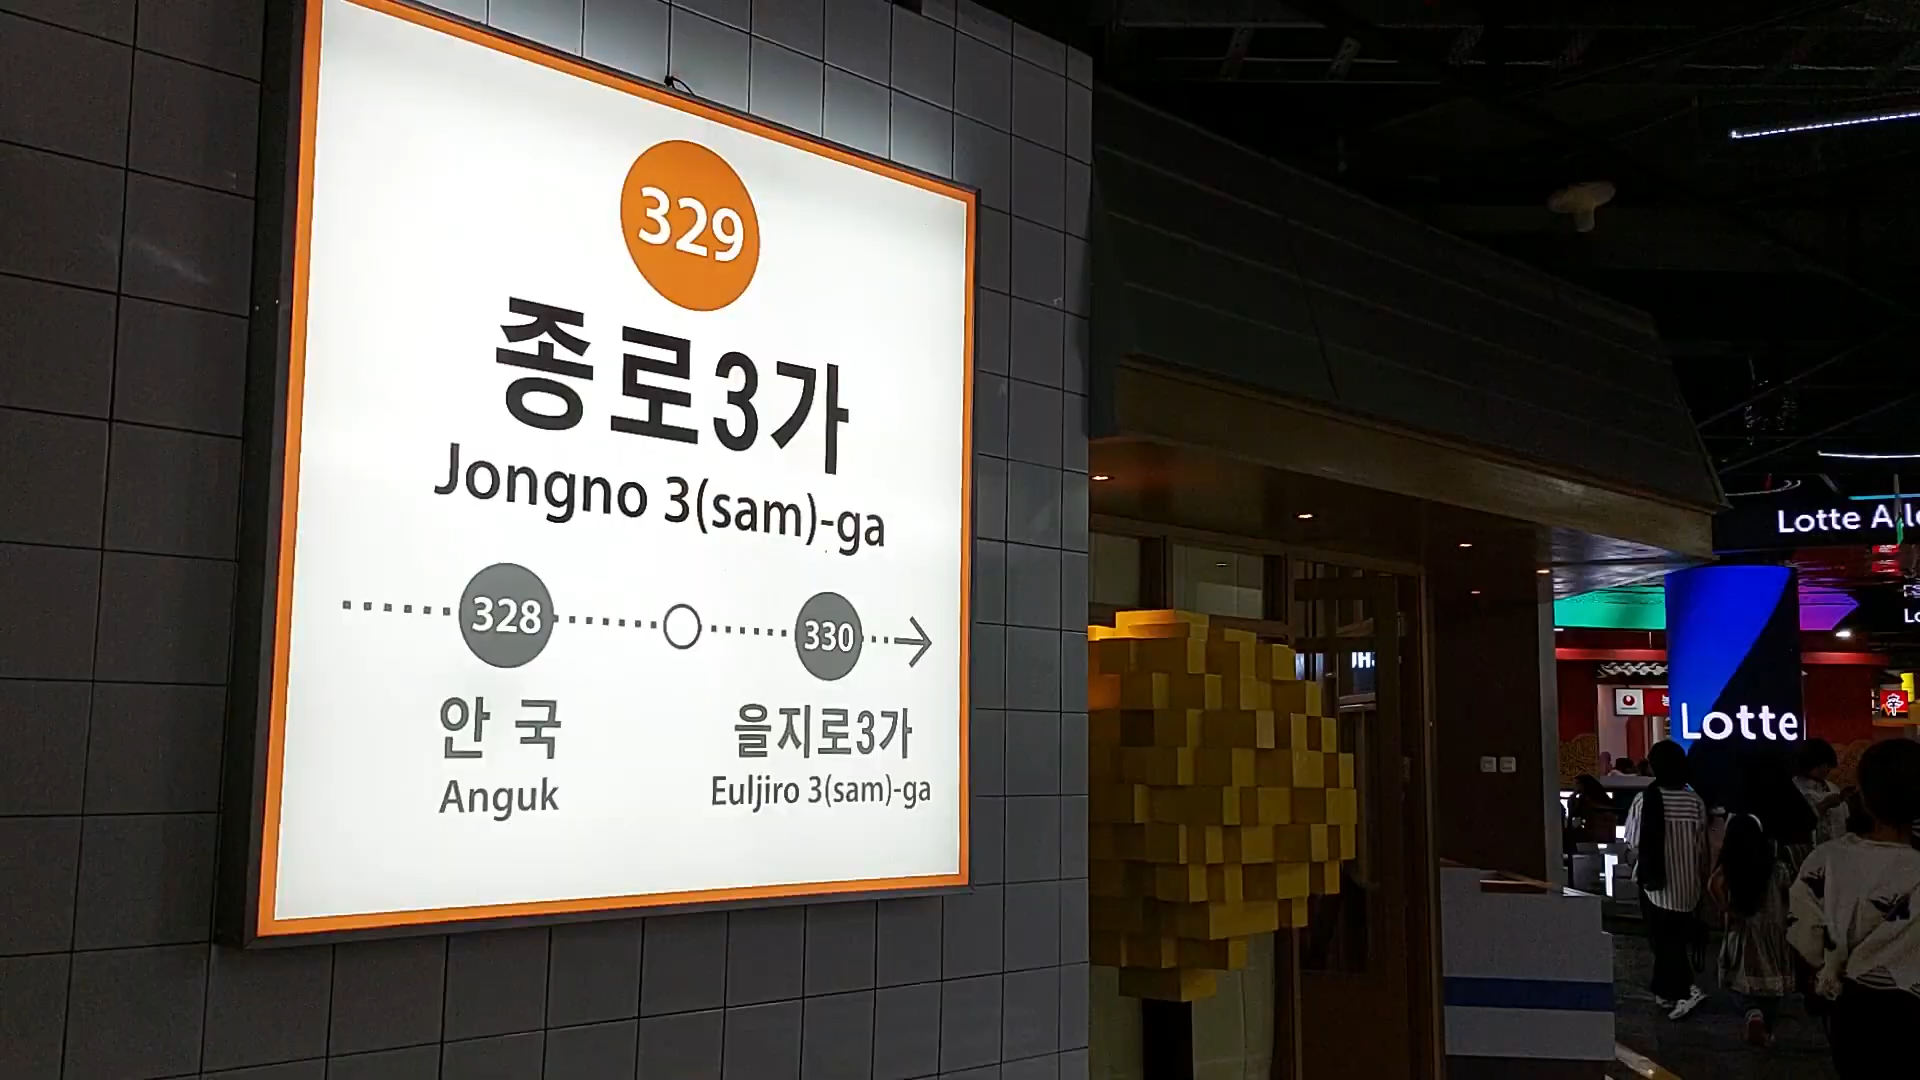 329
종로3가
Jongno 3(sam)-ga
328
330
안국
Anguk
을지로3가
Euljiro 3(sam)-ga
Lotte
Lotte